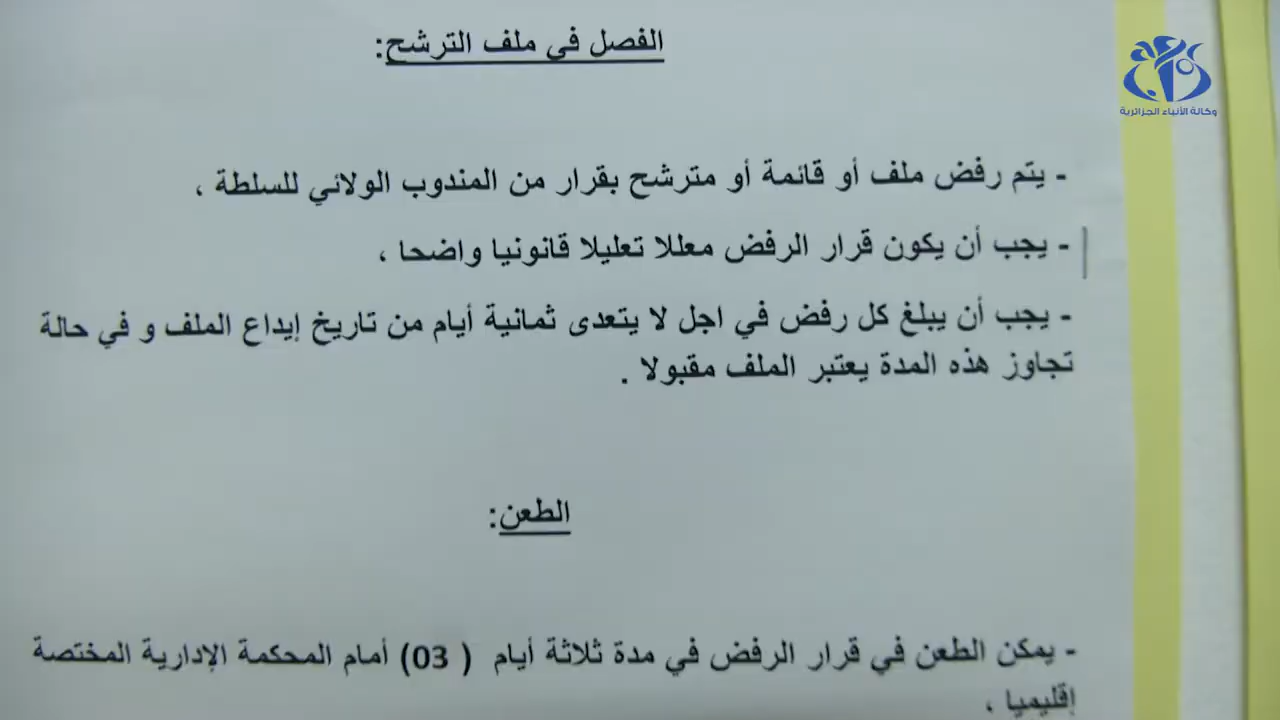 الفصل في ملف الترشح:
وكالة الأنباء الجزائرية
- يتم رفض ملف أو قائمة أو مترشح بقرار من المندوب الولائي للسلطة ،
- يجب أن يكون قرار الرفض معللا تعليلا قانونيا واضحا ،
- يجب أن يبلغ كل رفض في اجل لا يتعدى ثمانية أيام من تاريخ إيداع الملف و في حالة
تجاوز هذه المدة يعتبر الملف مقبولا .
الطعن:
- يمكن الطعن في قرار الرفض في مدة ثلاثة أيام ( 03) أمام المحكمة الإدارية المختصة
إقليميا ،